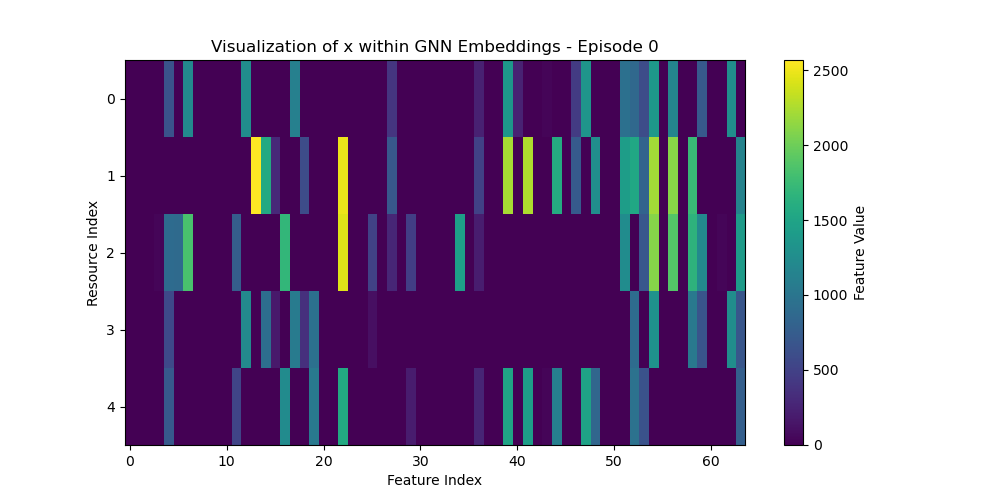 Visualization of x within GNN Embeddings - Episode 0
Resource Index
0
1
2
3
4
0 10 20 30 40 50 60
Feature Index
2500
2000
1500
1000
500
0
Feature Value